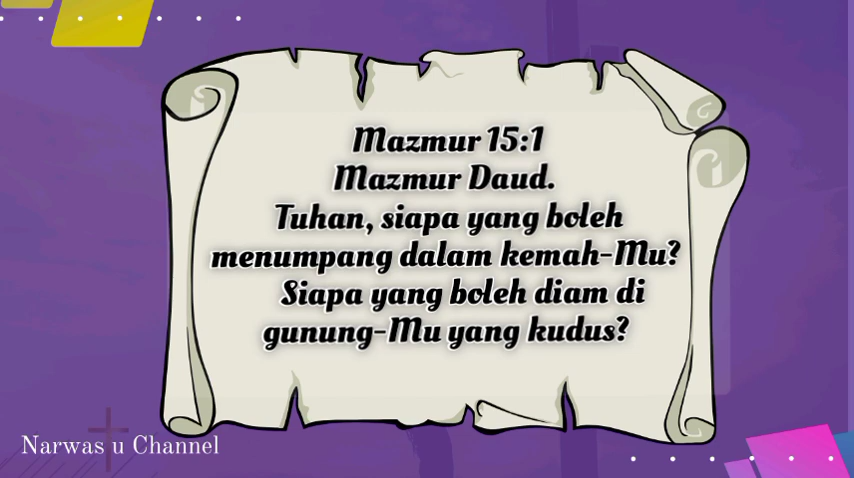 Mazmur 15:1
Mazmur Daud.
Tuhan, siapa yang boleh
menumpang dalam kemah-Mu?
Siapa yang boleh diam di
gunung-Mu yang kudus?
Narwas u Channel